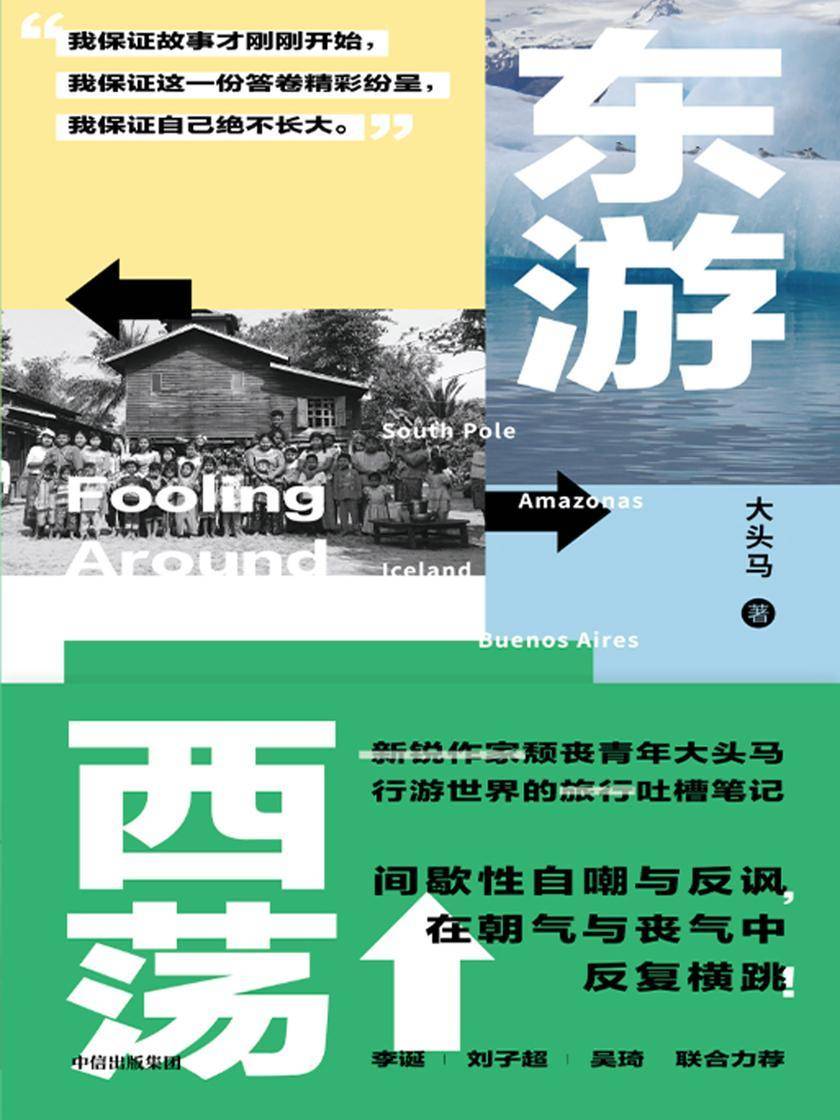 “我保证故事才刚刚开始，
我保证这一份答卷精彩纷呈，
我保证自己绝不长大。”
东
游
South Pole
Fooling
Around
Amazonas
Iceland
Buenos Aires
大头马
著
西
荡
新锐作家颓丧青年大头马
行游世界的旅行吐槽笔记
间歇性自嘲与反讽，
在朝气与丧气中
反复横跳！
中信出版集团
李诞 | 刘子超 | 吴琦 联合力荐